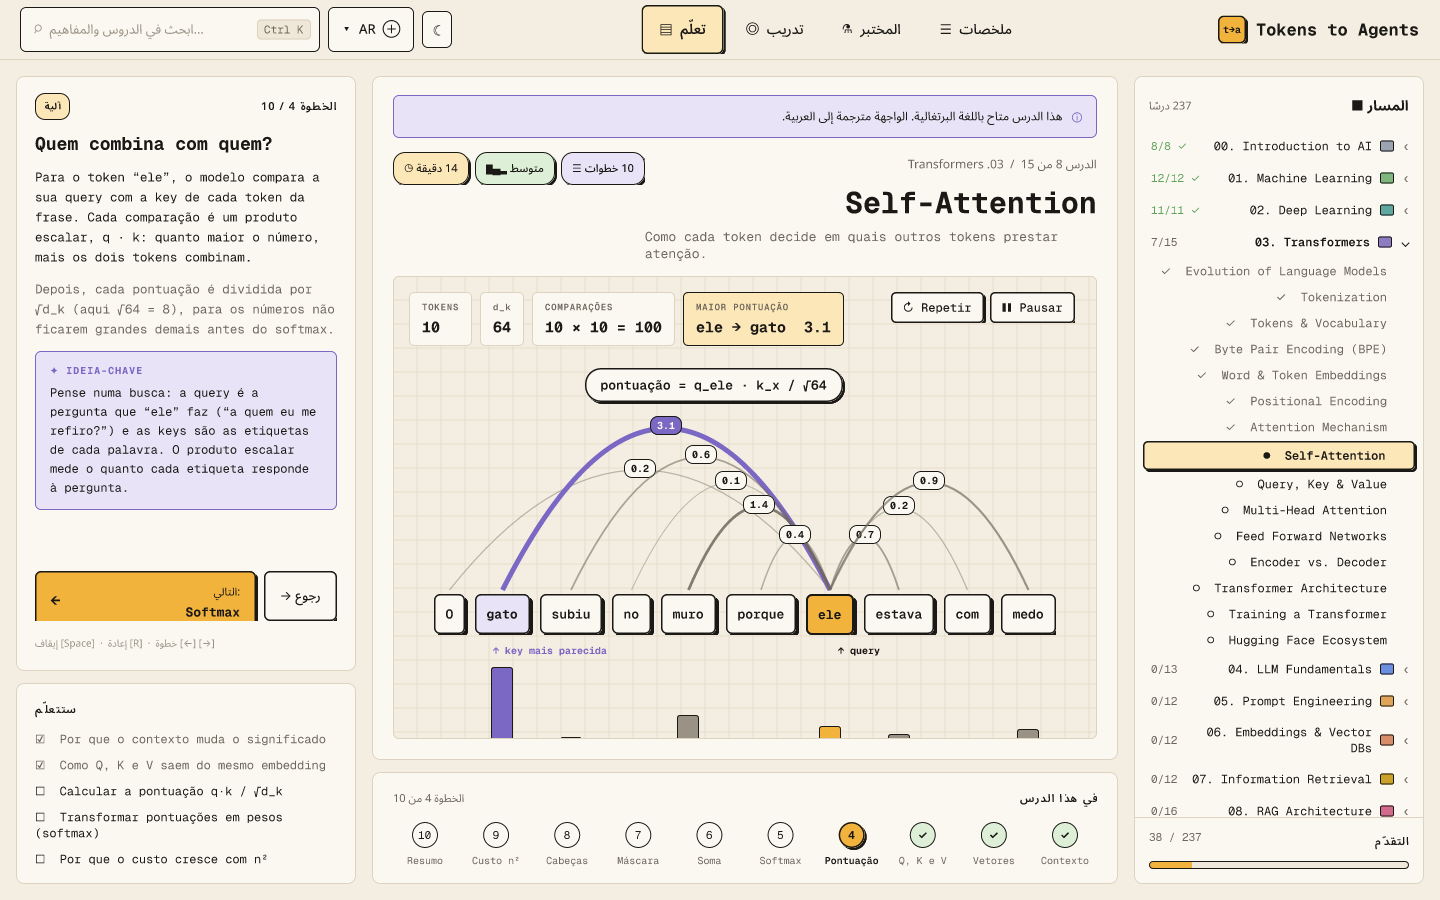 Tokens to Agents
t→a
ملخصات
المختبر
تدريب
تعلّم
AR
ابحث في الدروس والمفاهيم...
Ctrl K
المسار
237 درسًا
00. Introduction to AI
8/8 ✓
01. Machine Learning
12/12 ✓
02. Deep Learning
11/11 ✓
03. Transformers
7/15
✓ Evolution of Language Models
✓ Tokenization
✓ Tokens & Vocabulary
✓ Byte Pair Encoding (BPE)
✓ Word & Token Embeddings
✓ Positional Encoding
✓ Attention Mechanism
Self-Attention
Query, Key & Value
Multi-Head Attention
Feed Forward Networks
Encoder vs. Decoder
Transformer Architecture
Training a Transformer
Hugging Face Ecosystem
04. LLM Fundamentals
0/13
05. Prompt Engineering
0/12
06. Embeddings & Vector
DBs
0/12
07. Information Retrieval
0/12
08. RAG Architecture
0/16
التقدّم
38 / 237
هذا الدرس متاح باللغة البرتغالية. الواجهة مترجمة إلى العربية.
الدرس 8 من 15 / 03. Transformers
10 خطوات
متوسط
14 دقيقة
Self-Attention
Como cada token decide em quais outros tokens prestar
atenção.
TOKENS
10
d_k
64
COMPARAÇÕES
10 × 10 = 100
MAIOR PONTUAÇÃO
ele → gato 3.1
Repetir
Pausar
pontuação = q_ele · k_x / √64
3.1
0.6
0.2
0.1
1.4
0.4
0.9
0.2
0.7
O gato subiu no muro porque ele estava com medo
↑ key mais parecida
↑ query
في هذا الدرس
الخطوة 4 من 10
✓ Contexto
✓ Vetores
✓ Q, K e V
4 Pontuação
5 Softmax
6 Soma
7 Máscara
8 Cabeças
9 Custo n²
10 Resumo
الخطوة 4 / 10
آلية
Quem combina com quem?
Para o token “ele”, o modelo compara a
sua query com a key de cada token da
frase. Cada comparação é um produto
escalar, q · k: quanto maior o número,
mais os dois tokens combinam.
Depois, cada pontuação é dividida por
√d_k (aqui √64 = 8), para os números não
ficarem grandes demais antes do softmax.
✦ IDEIA-CHAVE
Pense numa busca: a query é a
pergunta que “ele” faz (“a quem eu me
refiro?”) e as keys são as etiquetas
de cada palavra. O produto escalar
mede o quanto cada etiqueta responde
à pergunta.
رجوع →
التالي:
Softmax
←
[→] [←] خطوة · [R] إعادة · [Space] إيقاف
ستتعلّم
☑ Por que o contexto muda o significado
☑ Como Q, K e V saem do mesmo embedding
☐ Calcular a pontuação q·k / √d_k
☐ Transformar pontuações em pesos
(softmax)
☐ Por que o custo cresce com n²